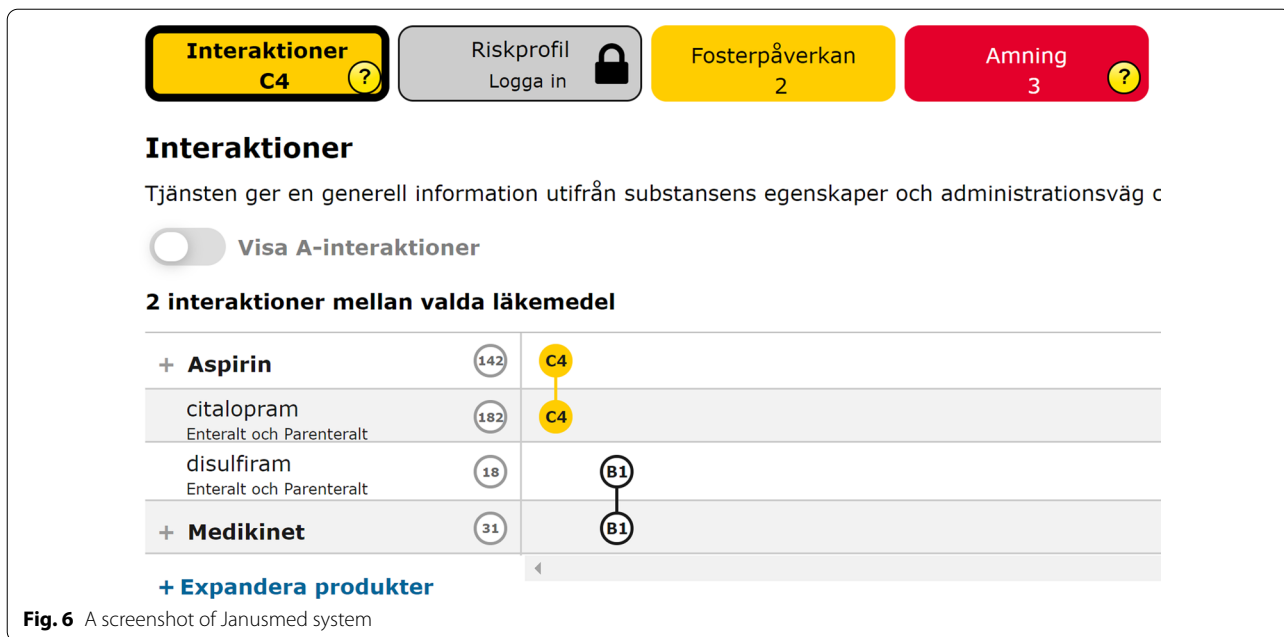 Interaktioner
C4
?
Riskprofil
Logga in
Fosterpåverkan
2
Amning
3
?
Interaktioner
Tjänsten ger en generell information utifrån substansens egenskaper och administrationsväg o
Visa A-interaktioner
2 interaktioner mellan valda läkemedel
+ Aspirin 142 C4
citalopram 182 C4
Enteralt och Parenteralt
disulfiram 18 B1
Enteralt och Parenteralt
+ Medikinet 31 B1
+ Expandera produkter
Fig. 6 A screenshot of Janusmed system